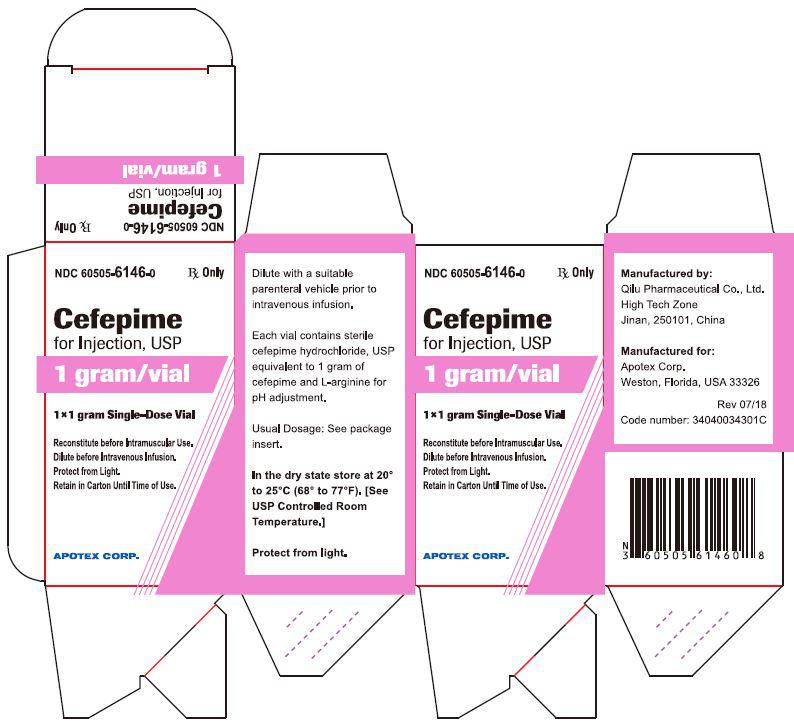 1 gram/vial
for Injection, USP
Cefepime
NDC 60505-6146-0 ℞ Only
NDC 60505-6146-0 ℞ Only
Cefepime
for Injection, USP
1 gram/vial
1×1 gram Single-Dose Vial
Reconstitute before Intramuscular Use.
Dilute before Intravenous Infusion.
Protect from Light.
Retain in Carton Until Time of Use.
APOTEX CORP.
Dilute with a suitable
parenteral vehicle prior to
intravenous infusion.
Each vial contains sterile
cefepime hydrochloride, USP
equivalent to 1 gram of
cefepime and L-arginine for
pH adjustment.
Usual Dosage: See package
insert.
In the dry state store at 20°
to 25°C (68° to 77°F). [See
USP Controlled Room
Temperature.]
Protect from light.
NDC 60505-6146-0 ℞ Only
Cefepime
for Injection, USP
1 gram/vial
1×1 gram Single-Dose Vial
Reconstitute before Intramuscular Use.
Dilute before Intravenous Infusion.
Protect from Light.
Retain in Carton Until Time of Use.
APOTEX CORP.
Manufactured by:
Qilu Pharmaceutical Co., Ltd.
High Tech Zone
Jinan, 250101, China
Manufactured for:
Apotex Corp.
Weston, Florida, USA 33326
Rev 07/18
Code number: 34040034301C
N
3 60505 61460 8